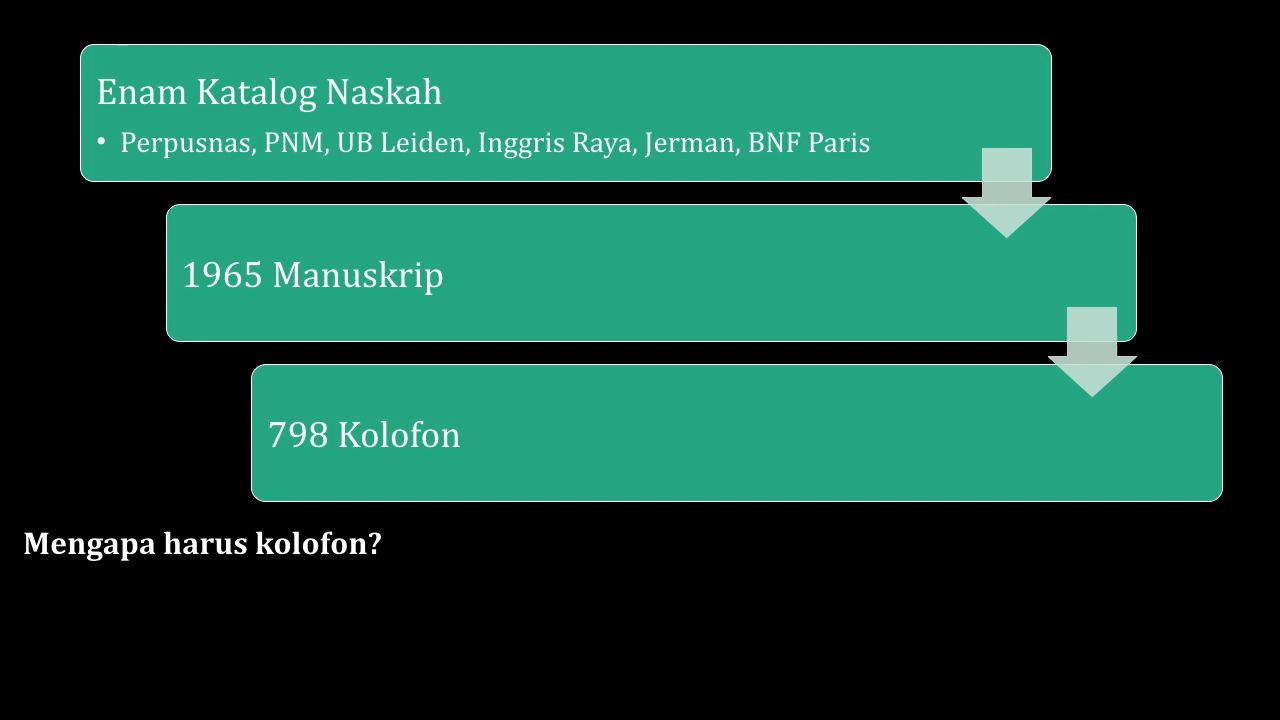 Enam Katalog Naskah
• Perpusnas, PNM, UB Leiden, Inggris Raya, Jerman, BNF Paris
1965 Manuskrip
798 Kolofon
Mengapa harus kolofon?